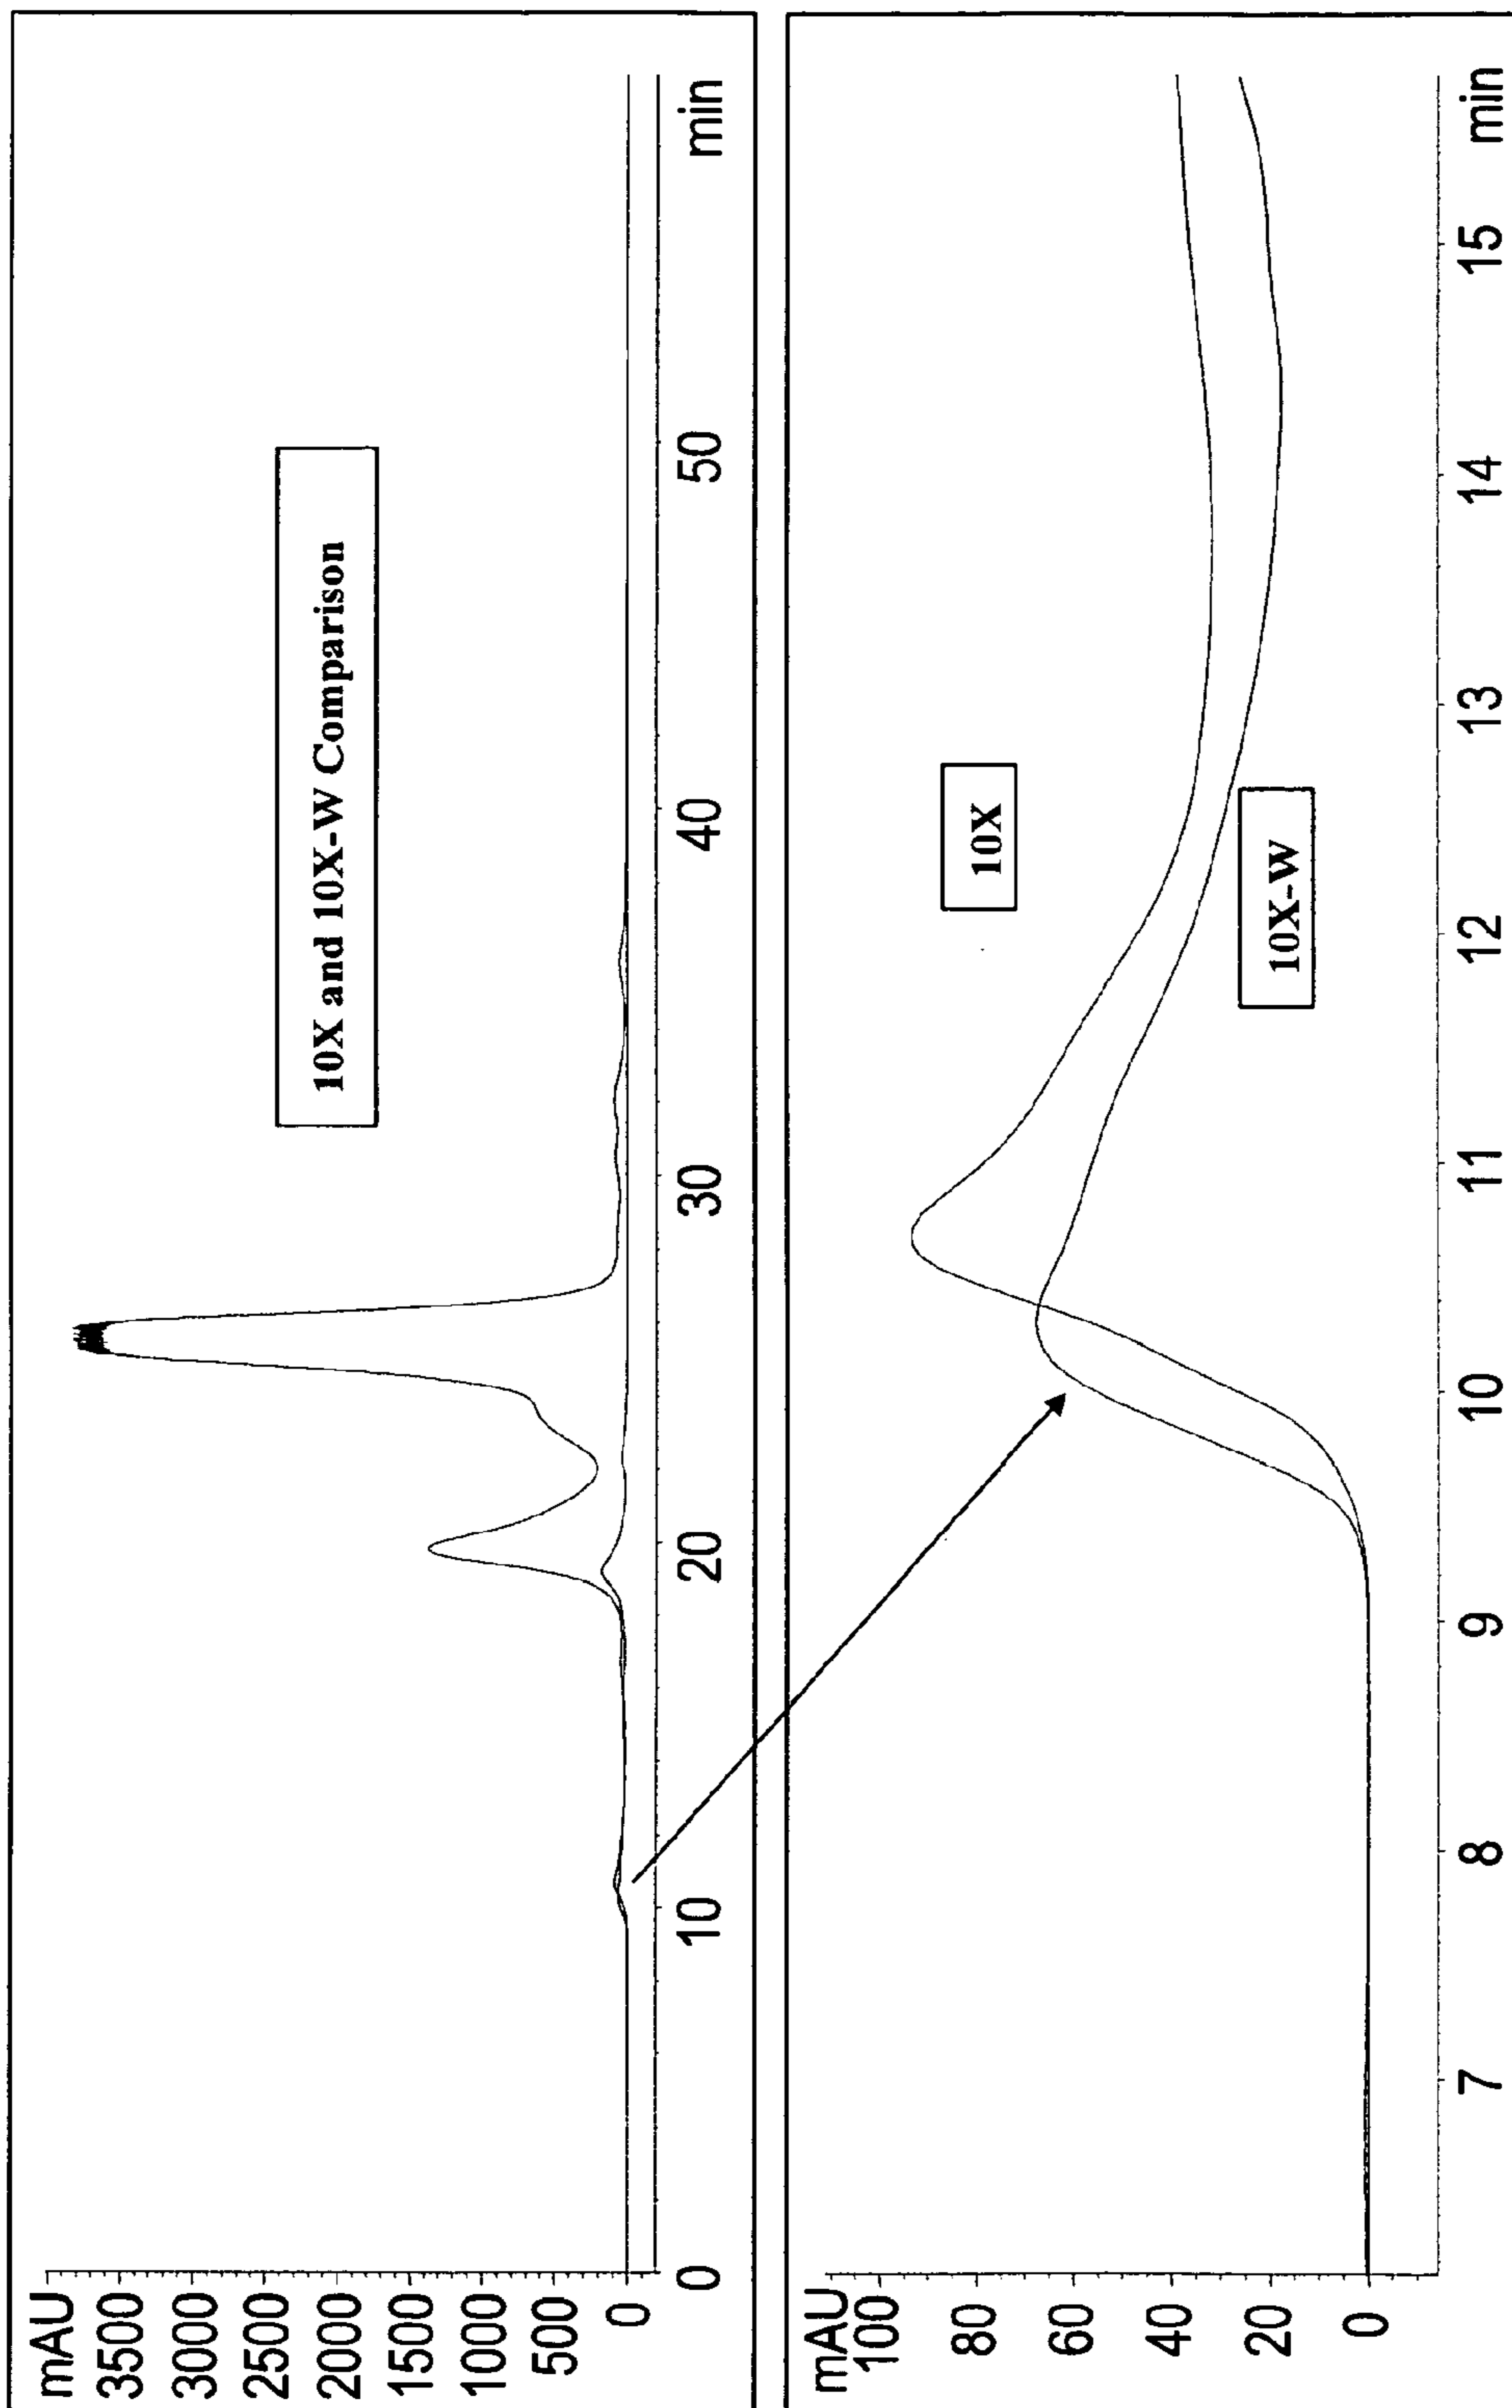 mAU
3500
3000
2500
2000
1500
1000
500
0
10X and 10X-W Comparison
0 10 20 30 40 50 min
mAU
100
80
60
40
20
0
10X
10X-W
7 8 9 10 11 12 13 14 15 min